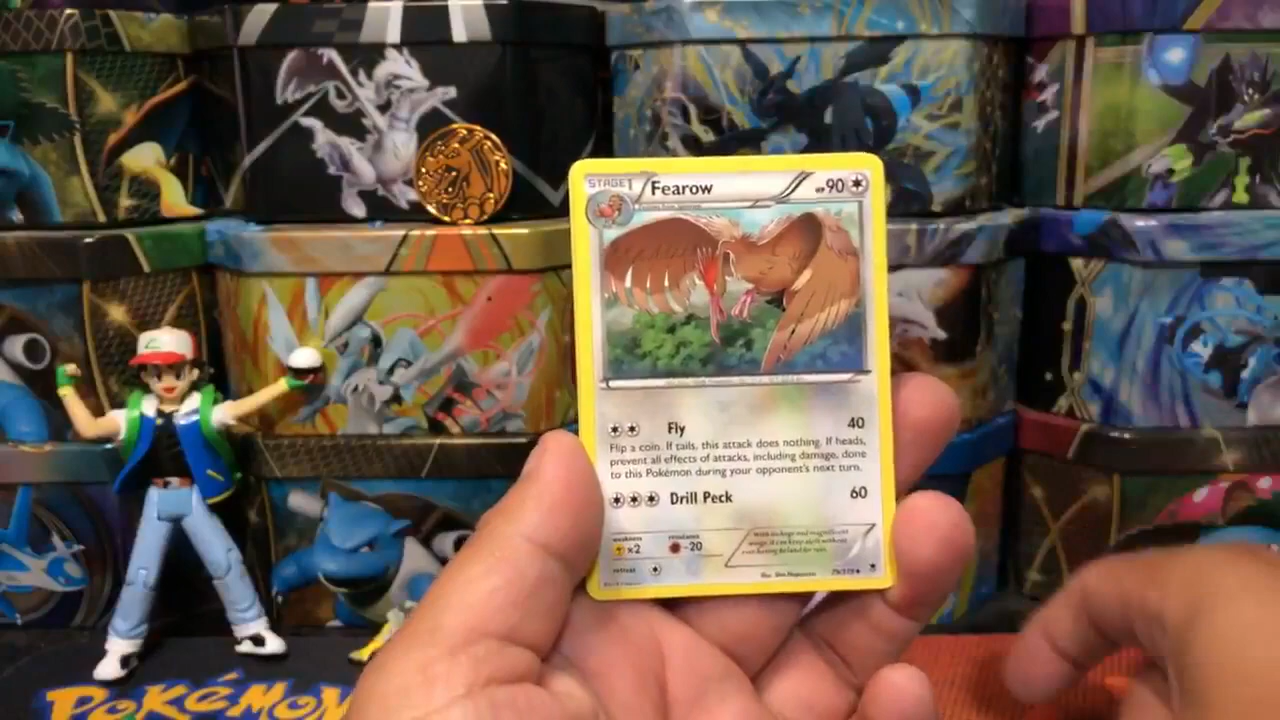 STAGE1
Fearow
HP90
Fly 40
Flip a coin. If tails, this attack does nothing. If heads,
prevent all effects of attacks, including damage, done
to this Pokémon during your opponent's next turn.
Drill Peck 60
weakness
resistance
x2
-20
retreat
POKÉMON